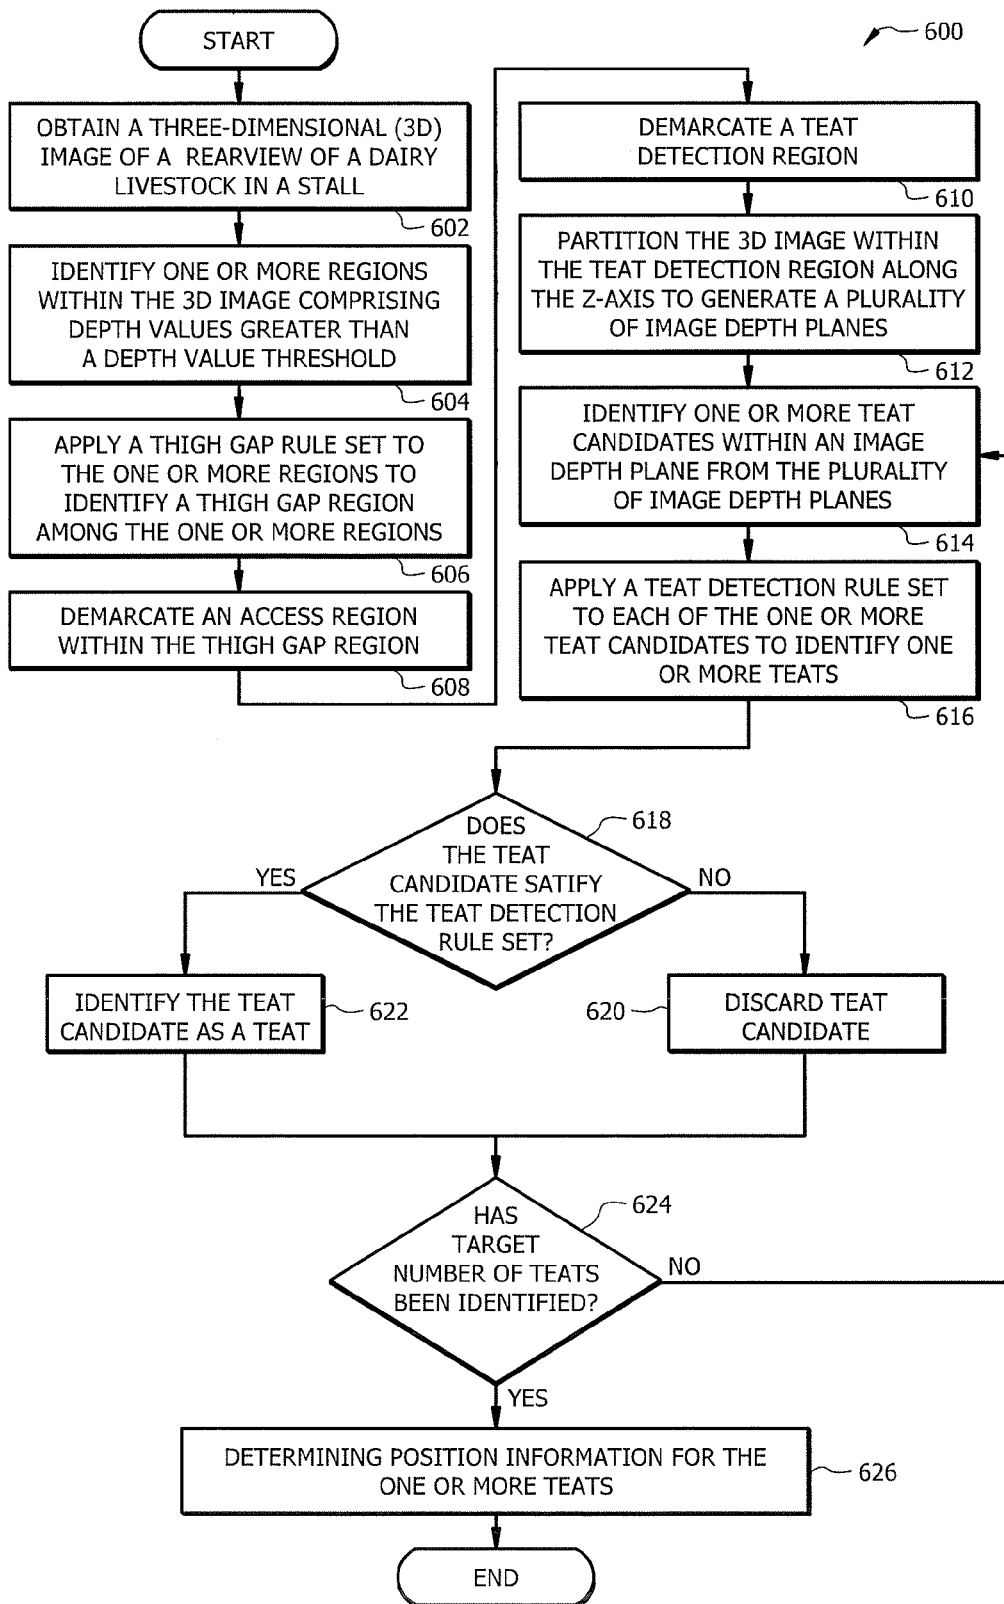 START
600
OBTAIN A THREE-DIMENSIONAL (3D)
IMAGE OF A REARVIEW OF A DAIRY
LIVESTOCK IN A STALL
602
IDENTIFY ONE OR MORE REGIONS
WITHIN THE 3D IMAGE COMPRISING
DEPTH VALUES GREATER THAN
A DEPTH VALUE THRESHOLD
604
APPLY A THIGH GAP RULE SET TO
THE ONE OR MORE REGIONS TO
IDENTIFY A THIGH GAP REGION
AMONG THE ONE OR MORE REGIONS
606
DEMARCATE AN ACCESS REGION
WITHIN THE THIGH GAP REGION
608
DEMARCATE A TEAT
DETECTION REGION
610
PARTITION THE 3D IMAGE WITHIN
THE TEAT DETECTION REGION ALONG
THE Z-AXIS TO GENERATE A PLURALITY
OF IMAGE DEPTH PLANES
612
IDENTIFY ONE OR MORE TEAT
CANDIDATES WITHIN AN IMAGE
DEPTH PLANE FROM THE PLURALITY
OF IMAGE DEPTH PLANES
614
APPLY A TEAT DETECTION RULE SET
TO EACH OF THE ONE OR MORE
TEAT CANDIDATES TO IDENTIFY ONE
OR MORE TEATS
616
DOES
THE TEAT
CANDIDATE SATIFY
THE TEAT DETECTION
RULE SET?
618
YES
NO
IDENTIFY THE TEAT
CANDIDATE AS A TEAT
622
620
DISCARD TEAT
CANDIDATE
HAS
TARGET
NUMBER OF TEATS
BEEN IDENTIFIED?
624
NO
YES
DETERMINING POSITION INFORMATION FOR THE
ONE OR MORE TEATS
626
END